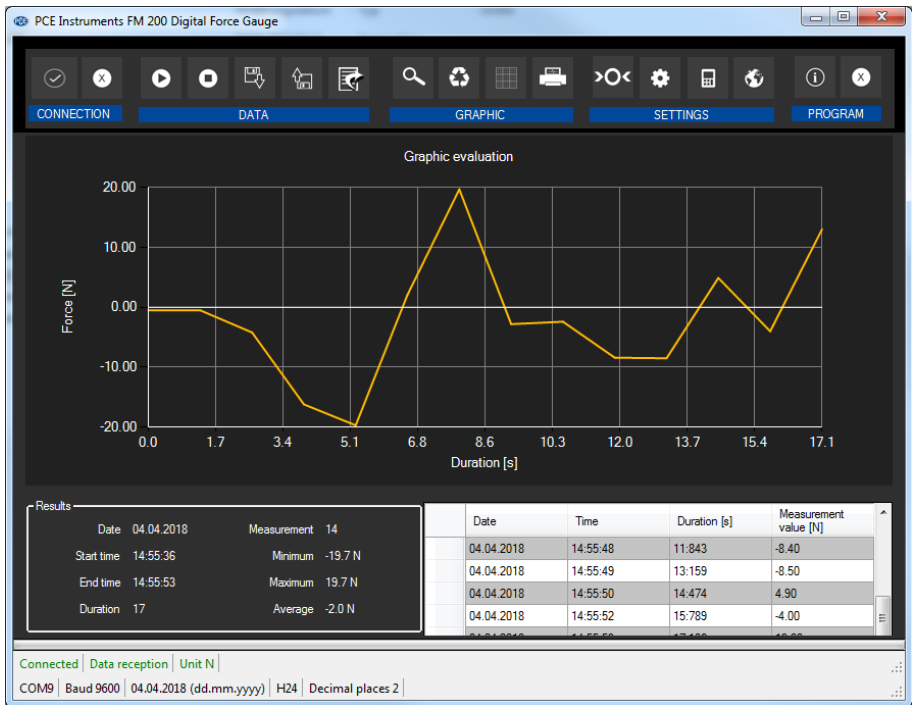 PCE Instruments FM 200 Digital Force Gauge
CONNECTION DATA GRAPHIC SETTINGS PROGRAM
Graphic evaluation
Force [N]
20.00
10.00
0.00
-10.00
-20.00
0.0 1.7 3.4 5.1 6.8 8.6 10.3 12.0 13.7 15.4 17.1
Duration [s]
Results
Date 04.04.2018 Measurement 14
Start time 14:55:36 Minimum -19.7 N
End time 14:55:53 Maximum 19.7 N
Duration 17 Average -2.0 N
Date Time Duration [s] Measurement value [N]
04.04.2018 14:55:48 11:843 -8.40
04.04.2018 14:55:49 13:159 -8.50
04.04.2018 14:55:50 14:474 4.90
04.04.2018 14:55:52 15:789 -4.00
Connected Data reception Unit N
COM9 Baud 9600 04.04.2018 (dd.mm.yyyy) H24 Decimal places 2